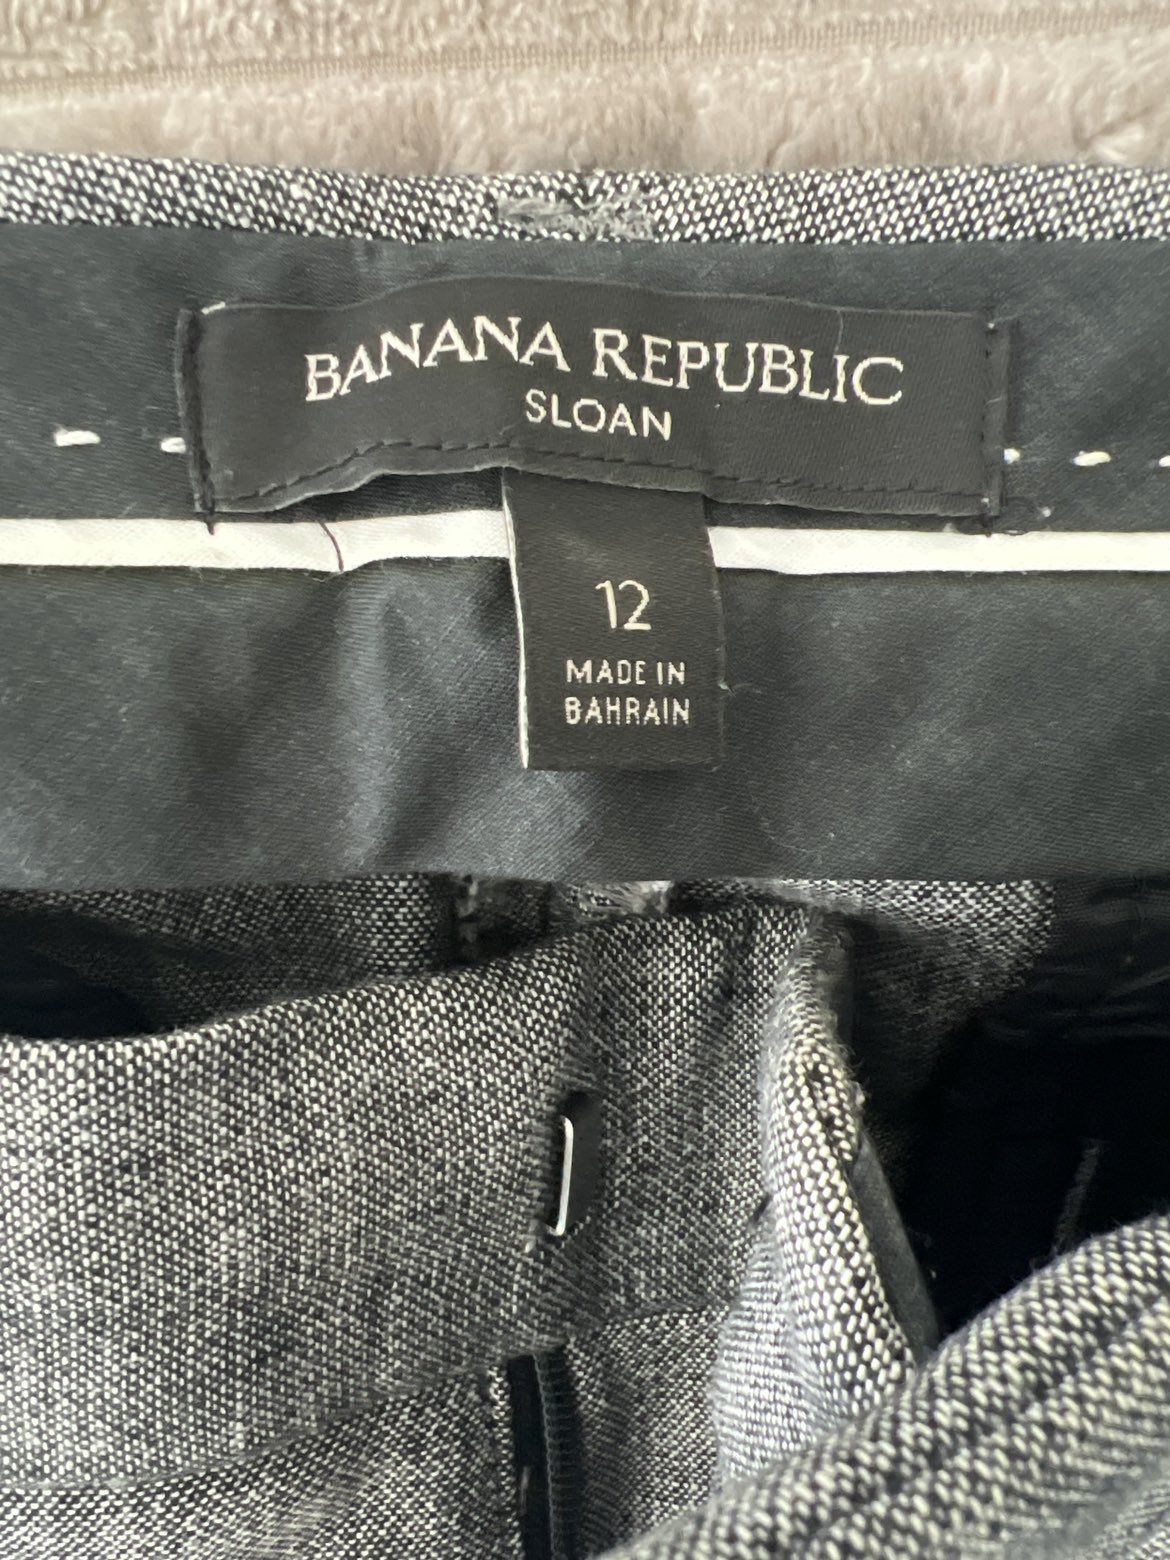 BANANA REPUBLIC
SLOAN
12
MADE IN
BAHRAIN